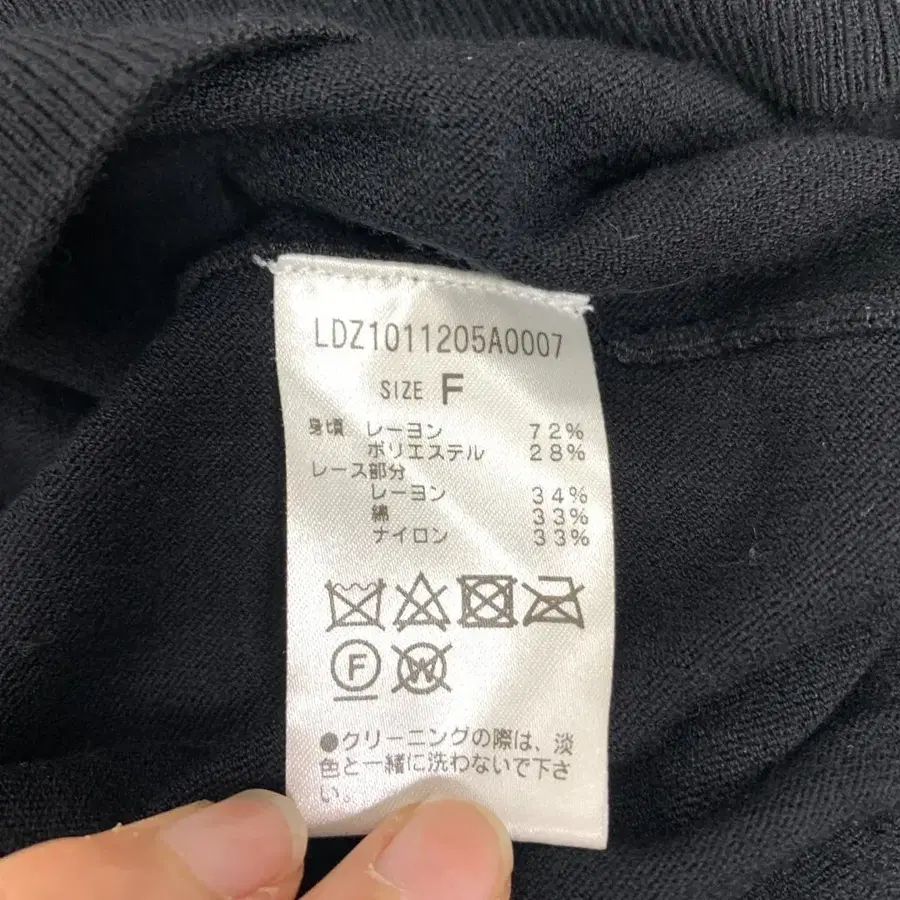 LDZ1011205A0007
SIZE F
身頃 レーヨン 72%
ポリエステル 28%
レース部分
レーヨン 34%
綿 33%
ナイロン 33%
F W
●クリーニングの際は、淡
色と一緒に洗わないで下さ
い。